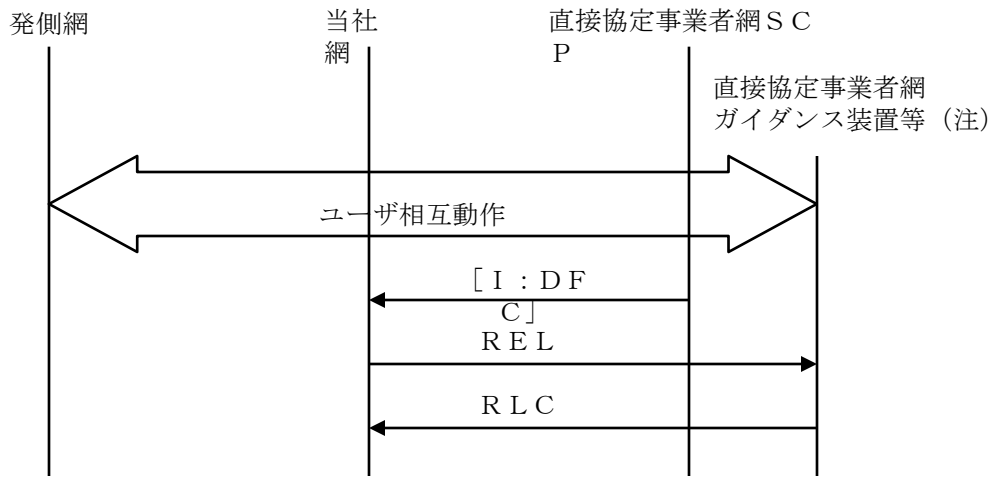 発側網
当社
網
直接協定事業者網ＳＣ
Ｐ
直接協定事業者網
ガイダンス装置等（注）
ユーザ相互動作
［Ｉ：ＤＦ
Ｃ］
ＲＥＬ
ＲＬＣ